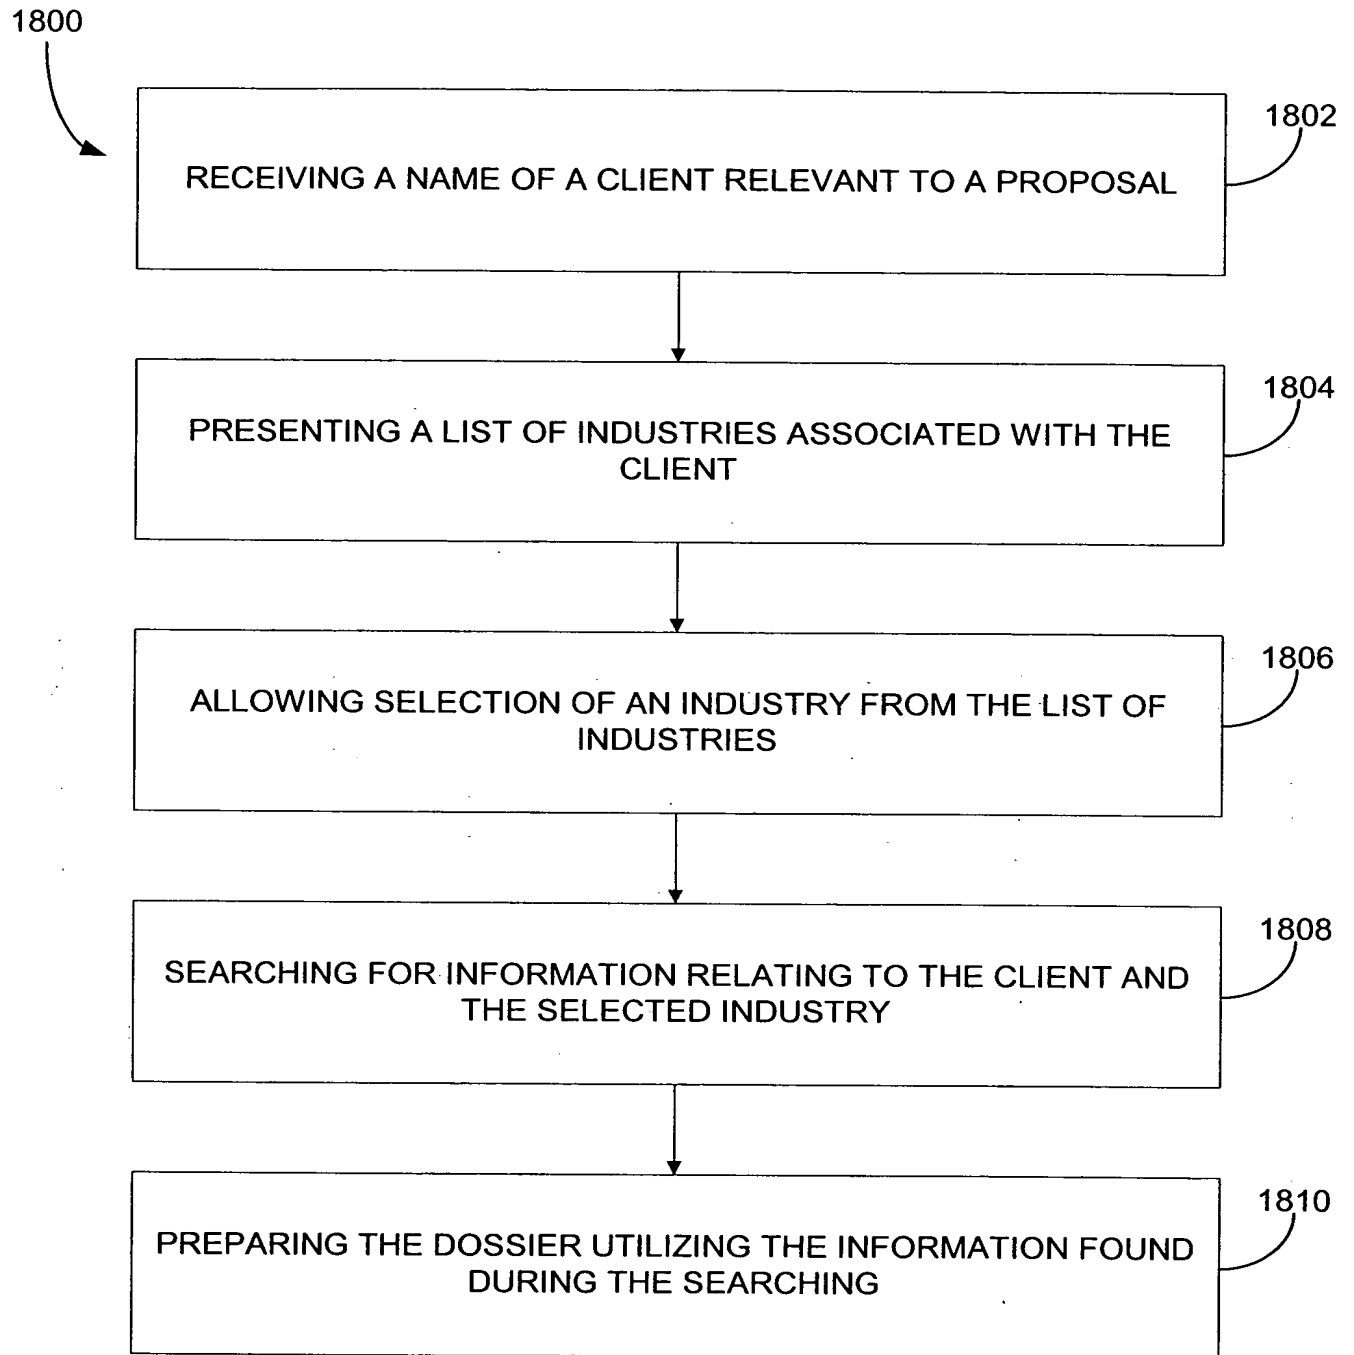 1800
1802
RECEIVING A NAME OF A CLIENT RELEVANT TO A PROPOSAL
1804
PRESENTING A LIST OF INDUSTRIES ASSOCIATED WITH THE
CLIENT
1806
ALLOWING SELECTION OF AN INDUSTRY FROM THE LIST OF
INDUSTRIES
1808
SEARCHING FOR INFORMATION RELATING TO THE CLIENT AND
THE SELECTED INDUSTRY
1810
PREPARING THE DOSSIER UTILIZING THE INFORMATION FOUND
DURING THE SEARCHING